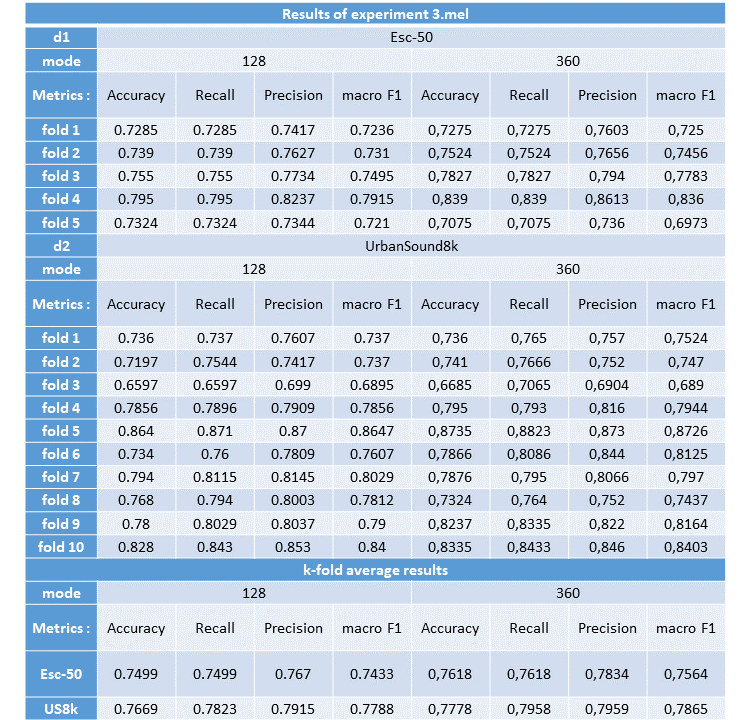 Results of experiment 3.mel
d1 Esc-50
mode 128 360
Metrics : Accuracy Recall Precision macro F1 Accuracy Recall Precision macro F1
fold 1 0.7285 0.7285 0.7417 0.7236 0,7275 0,7275 0,7603 0,725
fold 2 0.739 0.739 0.7627 0.731 0,7524 0,7524 0,7656 0,7456
fold 3 0.755 0.755 0.7734 0.7495 0,7827 0,7827 0,794 0,7783
fold 4 0.795 0.795 0.8237 0.7915 0,839 0,839 0,8613 0,836
fold 5 0.7324 0.7324 0.7344 0.721 0,7075 0,7075 0,736 0,6973
d2 UrbanSound8k
mode 128 360
Metrics : Accuracy Recall Precision macro F1 Accuracy Recall Precision macro F1
fold 1 0.736 0.737 0.7607 0.737 0,736 0,765 0,757 0,7524
fold 2 0.7197 0.7544 0.7417 0.737 0,741 0,7666 0,752 0,747
fold 3 0.6597 0.6597 0.699 0.6895 0,6685 0,7065 0,6904 0,689
fold 4 0.7856 0.7896 0.7909 0.7856 0,795 0,793 0,816 0,7944
fold 5 0.864 0.871 0.87 0.8647 0,8735 0,8823 0,873 0,8726
fold 6 0.734 0.76 0.7809 0.7607 0,7866 0,8086 0,844 0,8125
fold 7 0.794 0.8115 0.8145 0.8029 0,7876 0,795 0,8066 0,797
fold 8 0.768 0.794 0.8003 0.7812 0,7324 0,764 0,752 0,7437
fold 9 0.78 0.8029 0.8037 0.79 0,8237 0,8335 0,822 0,8164
fold 10 0.828 0.843 0.853 0.84 0,8335 0,8433 0,846 0,8403
k-fold average results
mode 128 360
Metrics : Accuracy Recall Precision macro F1 Accuracy Recall Precision macro F1
Esc-50 0.7499 0.7499 0.767 0.7433 0,7618 0,7618 0,7834 0,7564
US8k 0.7669 0.7823 0.7915 0.7788 0,7778 0,7958 0,7959 0,7865